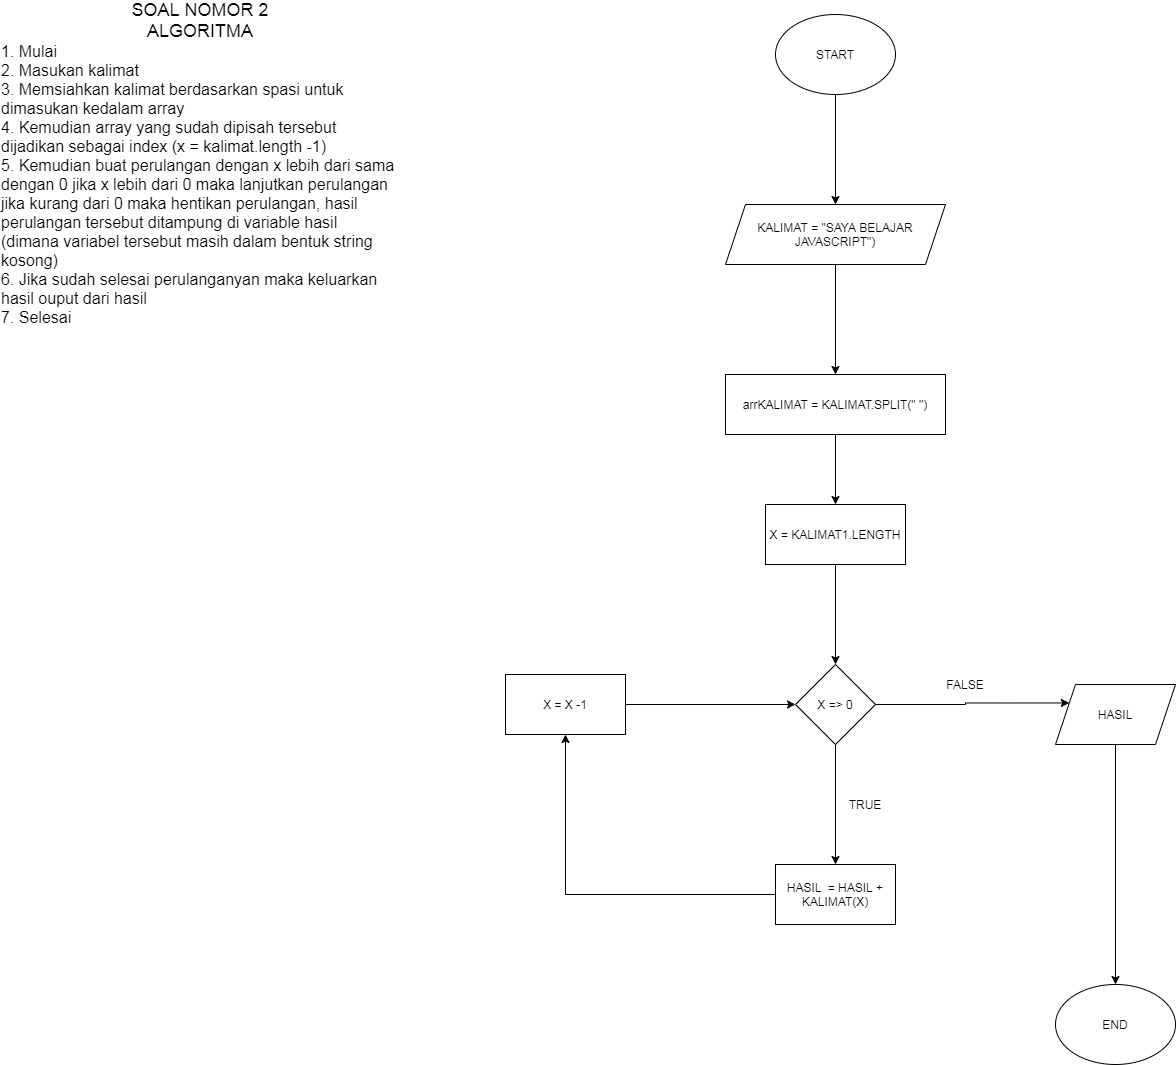 SOAL NOMOR 2
ALGORITMA
1. Mulai
2. Masukan kalimat
3. Memsiahkan kalimat berdasarkan spasi untuk
dimasukan kedalam array
4. Kemudian array yang sudah dipisah tersebut
dijadikan sebagai index (x = kalimat.length -1)
5. Kemudian buat perulangan dengan x lebih dari sama
dengan 0 jika x lebih dari 0 maka lanjutkan perulangan
jika kurang dari 0 maka hentikan perulangan, hasil
perulangan tersebut ditampung di variable hasil
(dimana variabel tersebut masih dalam bentuk string
kosong)
6. Jika sudah selesai perulanganyan maka keluarkan
hasil ouput dari hasil
7. Selesai
START
KALIMAT = "SAYA BELAJAR
JAVASCRIPT")
arrKALIMAT = KALIMAT.SPLIT(" ")
X = KALIMAT1.LENGTH
X = X -1
X => 0
FALSE
HASIL
TRUE
HASIL = HASIL +
KALIMAT(X)
END